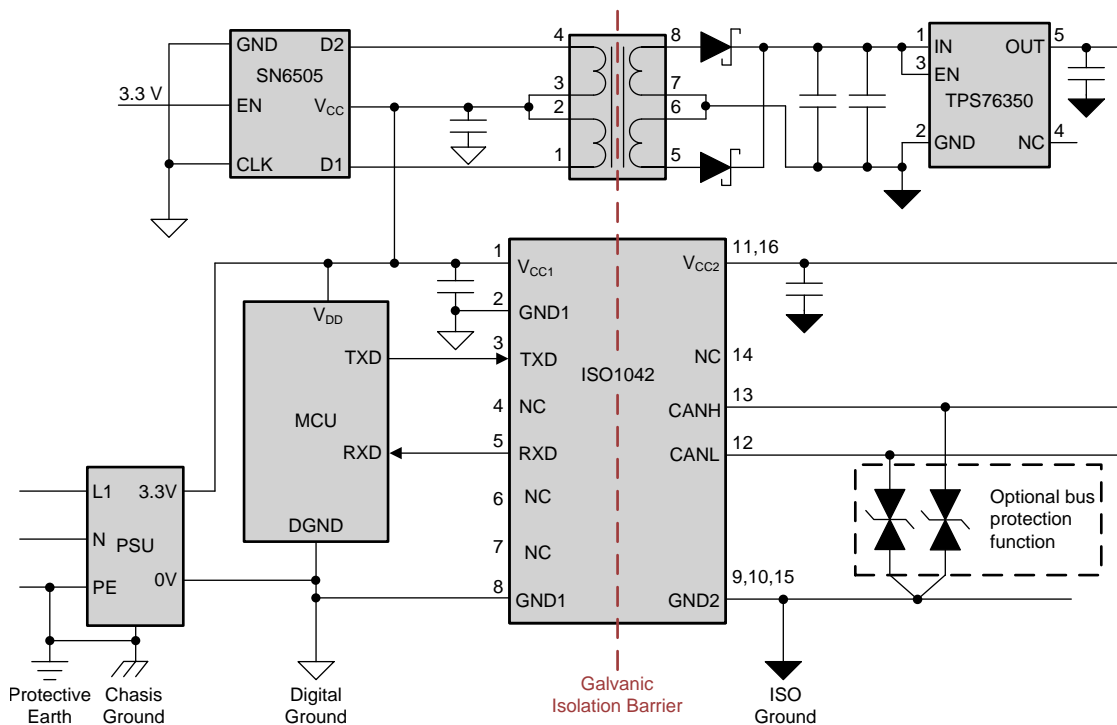 GND
D2
SN6505
3.3 V
EN
VCC
CLK
D1
4
3
2
1
8
7
6
5
1
3
2
IN
EN
GND
OUT
5
TPS76350
NC
4
1
VCC1
2
GND1
3
TXD
4
NC
5
RXD
6
NC
7
NC
8
GND1
ISO1042
11,16
VCC2
NC
14
13
CANH
12
CANL
9,10,15
GND2
VDD
TXD
MCU
RXD
DGND
L1
3.3V
N
PSU
PE
0V
Optional bus
protection
function
Protective
Earth
Chasis
Ground
Digital
Ground
Galvanic
Isolation Barrier
ISO
Ground